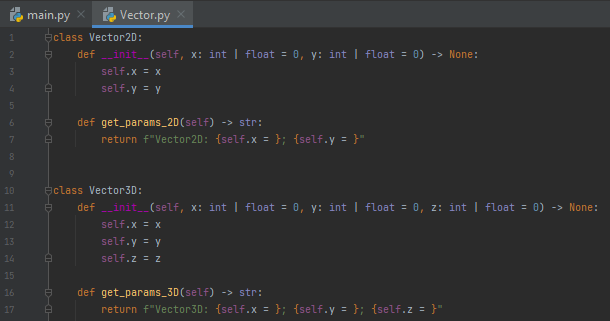 main.py × Vector.py ×
1 class Vector2D:
2     def __init__(self, x: int | float = 0, y: int | float = 0) -> None:
3         self.x = x
4         self.y = y
5
6     def get_params_2D(self) -> str:
7         return f"Vector2D: {self.x = }; {self.y = }"
8
9
10 class Vector3D:
11     def __init__(self, x: int | float = 0, y: int | float = 0, z: int | float = 0) -> None:
12         self.x = x
13         self.y = y
14         self.z = z
15
16     def get_params_3D(self) -> str:
17         return f"Vector3D: {self.x = }; {self.y = }; {self.z = }"